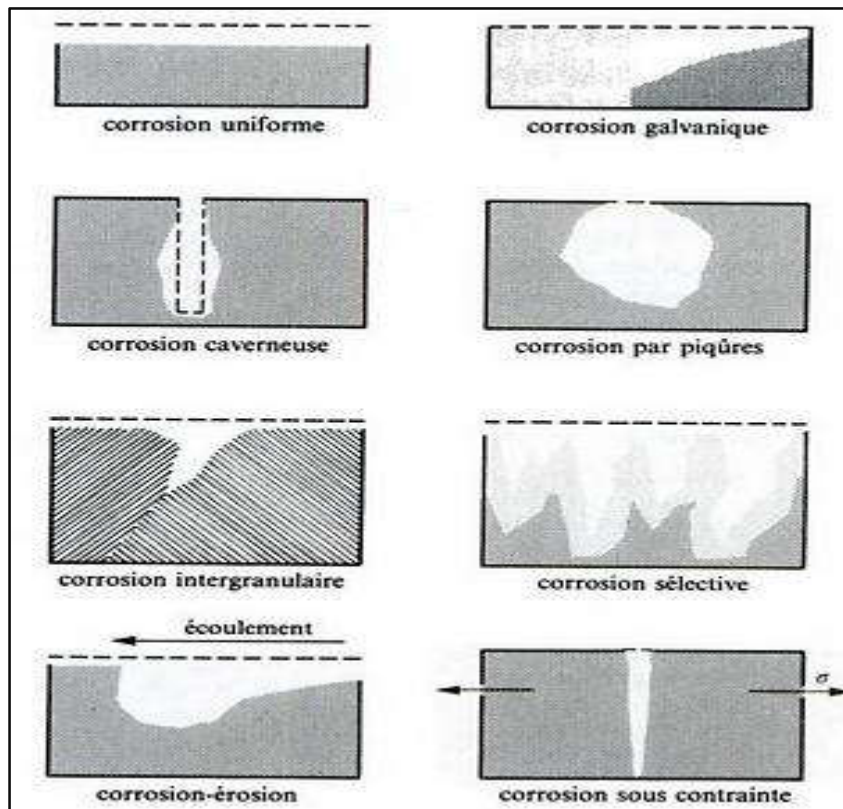 corrosion uniforme
corrosion galvanique
corrosion caverneuse
corrosion par piqûres
corrosion intergranulaire
corrosion sélective
écoulement
σ
corrosion-érosion
corrosion sous contrainte